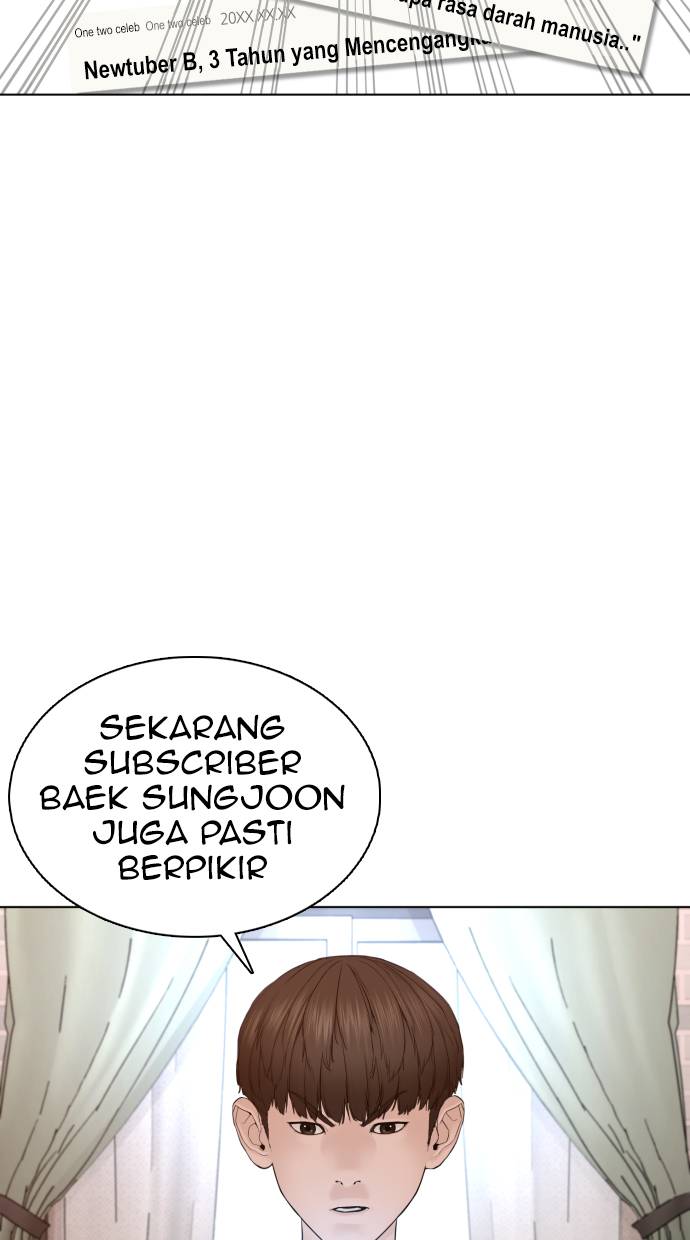 rasa darah manusia.."
One two celeb One two celeb 20XX.XX.XX
Newtuber B, 3 Tahun yang
SEKARANG
SUBSCRIBER
BAEK SUNGJOON
JUGA PASTI
BERPIKIR